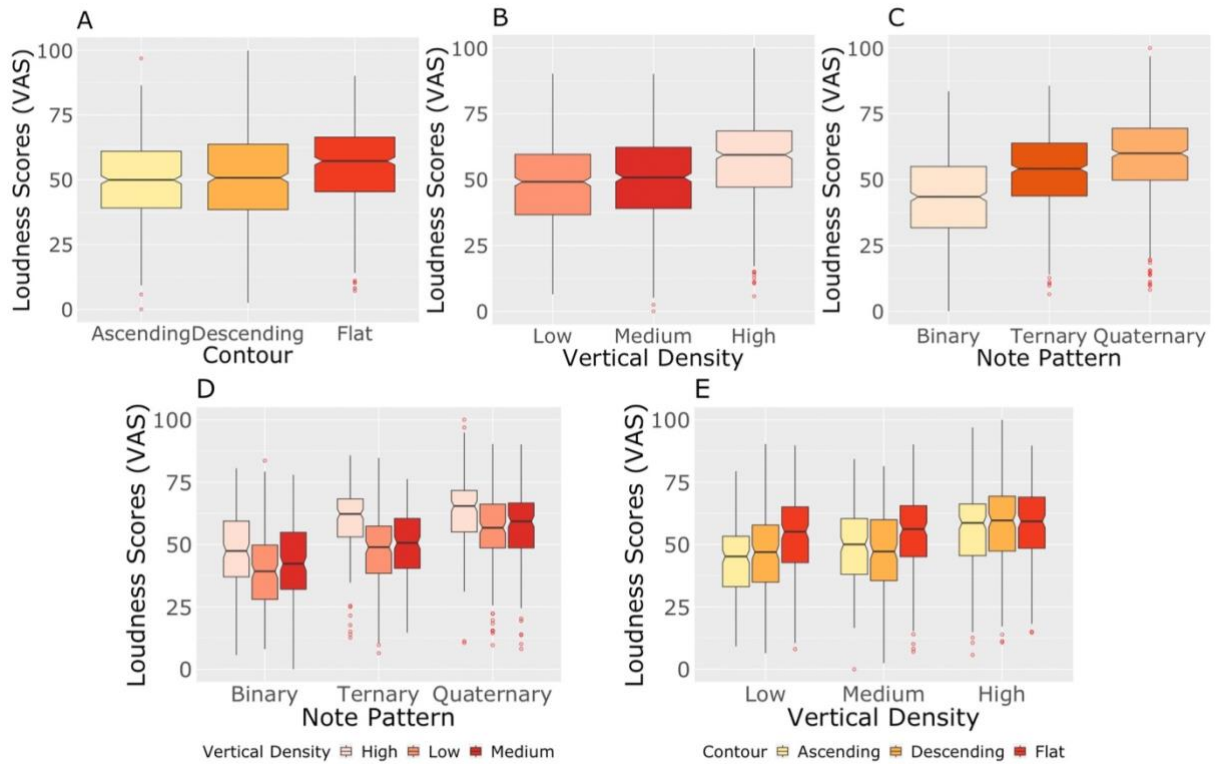 A
Loudness Scores (VAS)
100
75
50
25
0
Ascending Descending Flat
Contour
B
Loudness Scores (VAS)
100
75
50
25
0
Low Medium High
Vertical Density
C
Loudness Scores (VAS)
100
75
50
25
0
Binary Ternary Quaternary
Note Pattern
D
Loudness Scores (VAS)
100
75
50
25
0
Binary Ternary Quaternary
Note Pattern
Vertical Density High Low Medium
E
Loudness Scores (VAS)
100
75
50
25
0
Low Medium High
Vertical Density
Contour Ascending Descending Flat